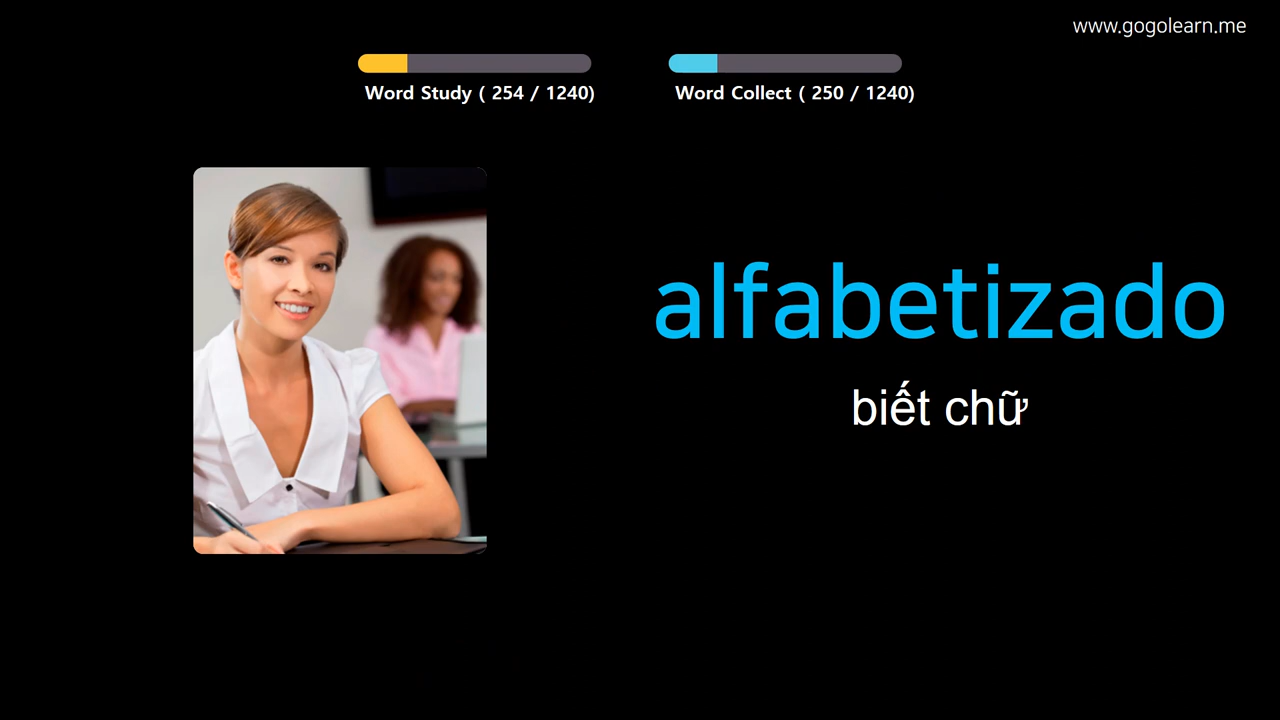 www.gogolearn.me
Word Study ( 254 / 1240)
Word Collect ( 250 / 1240)
alfabetizado
biết chữ